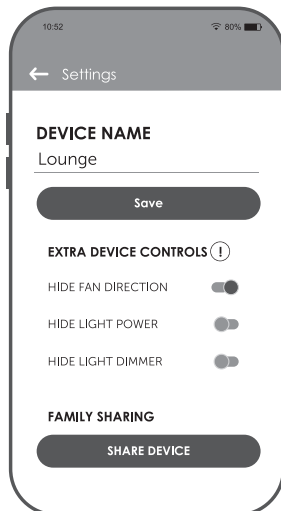 10:52
80%
Settings
DEVICE NAME
Lounge
Save
EXTRA DEVICE CONTROLS !
HIDE FAN DIRECTION
HIDE LIGHT POWER
HIDE LIGHT DIMMER
FAMILY SHARING
SHARE DEVICE